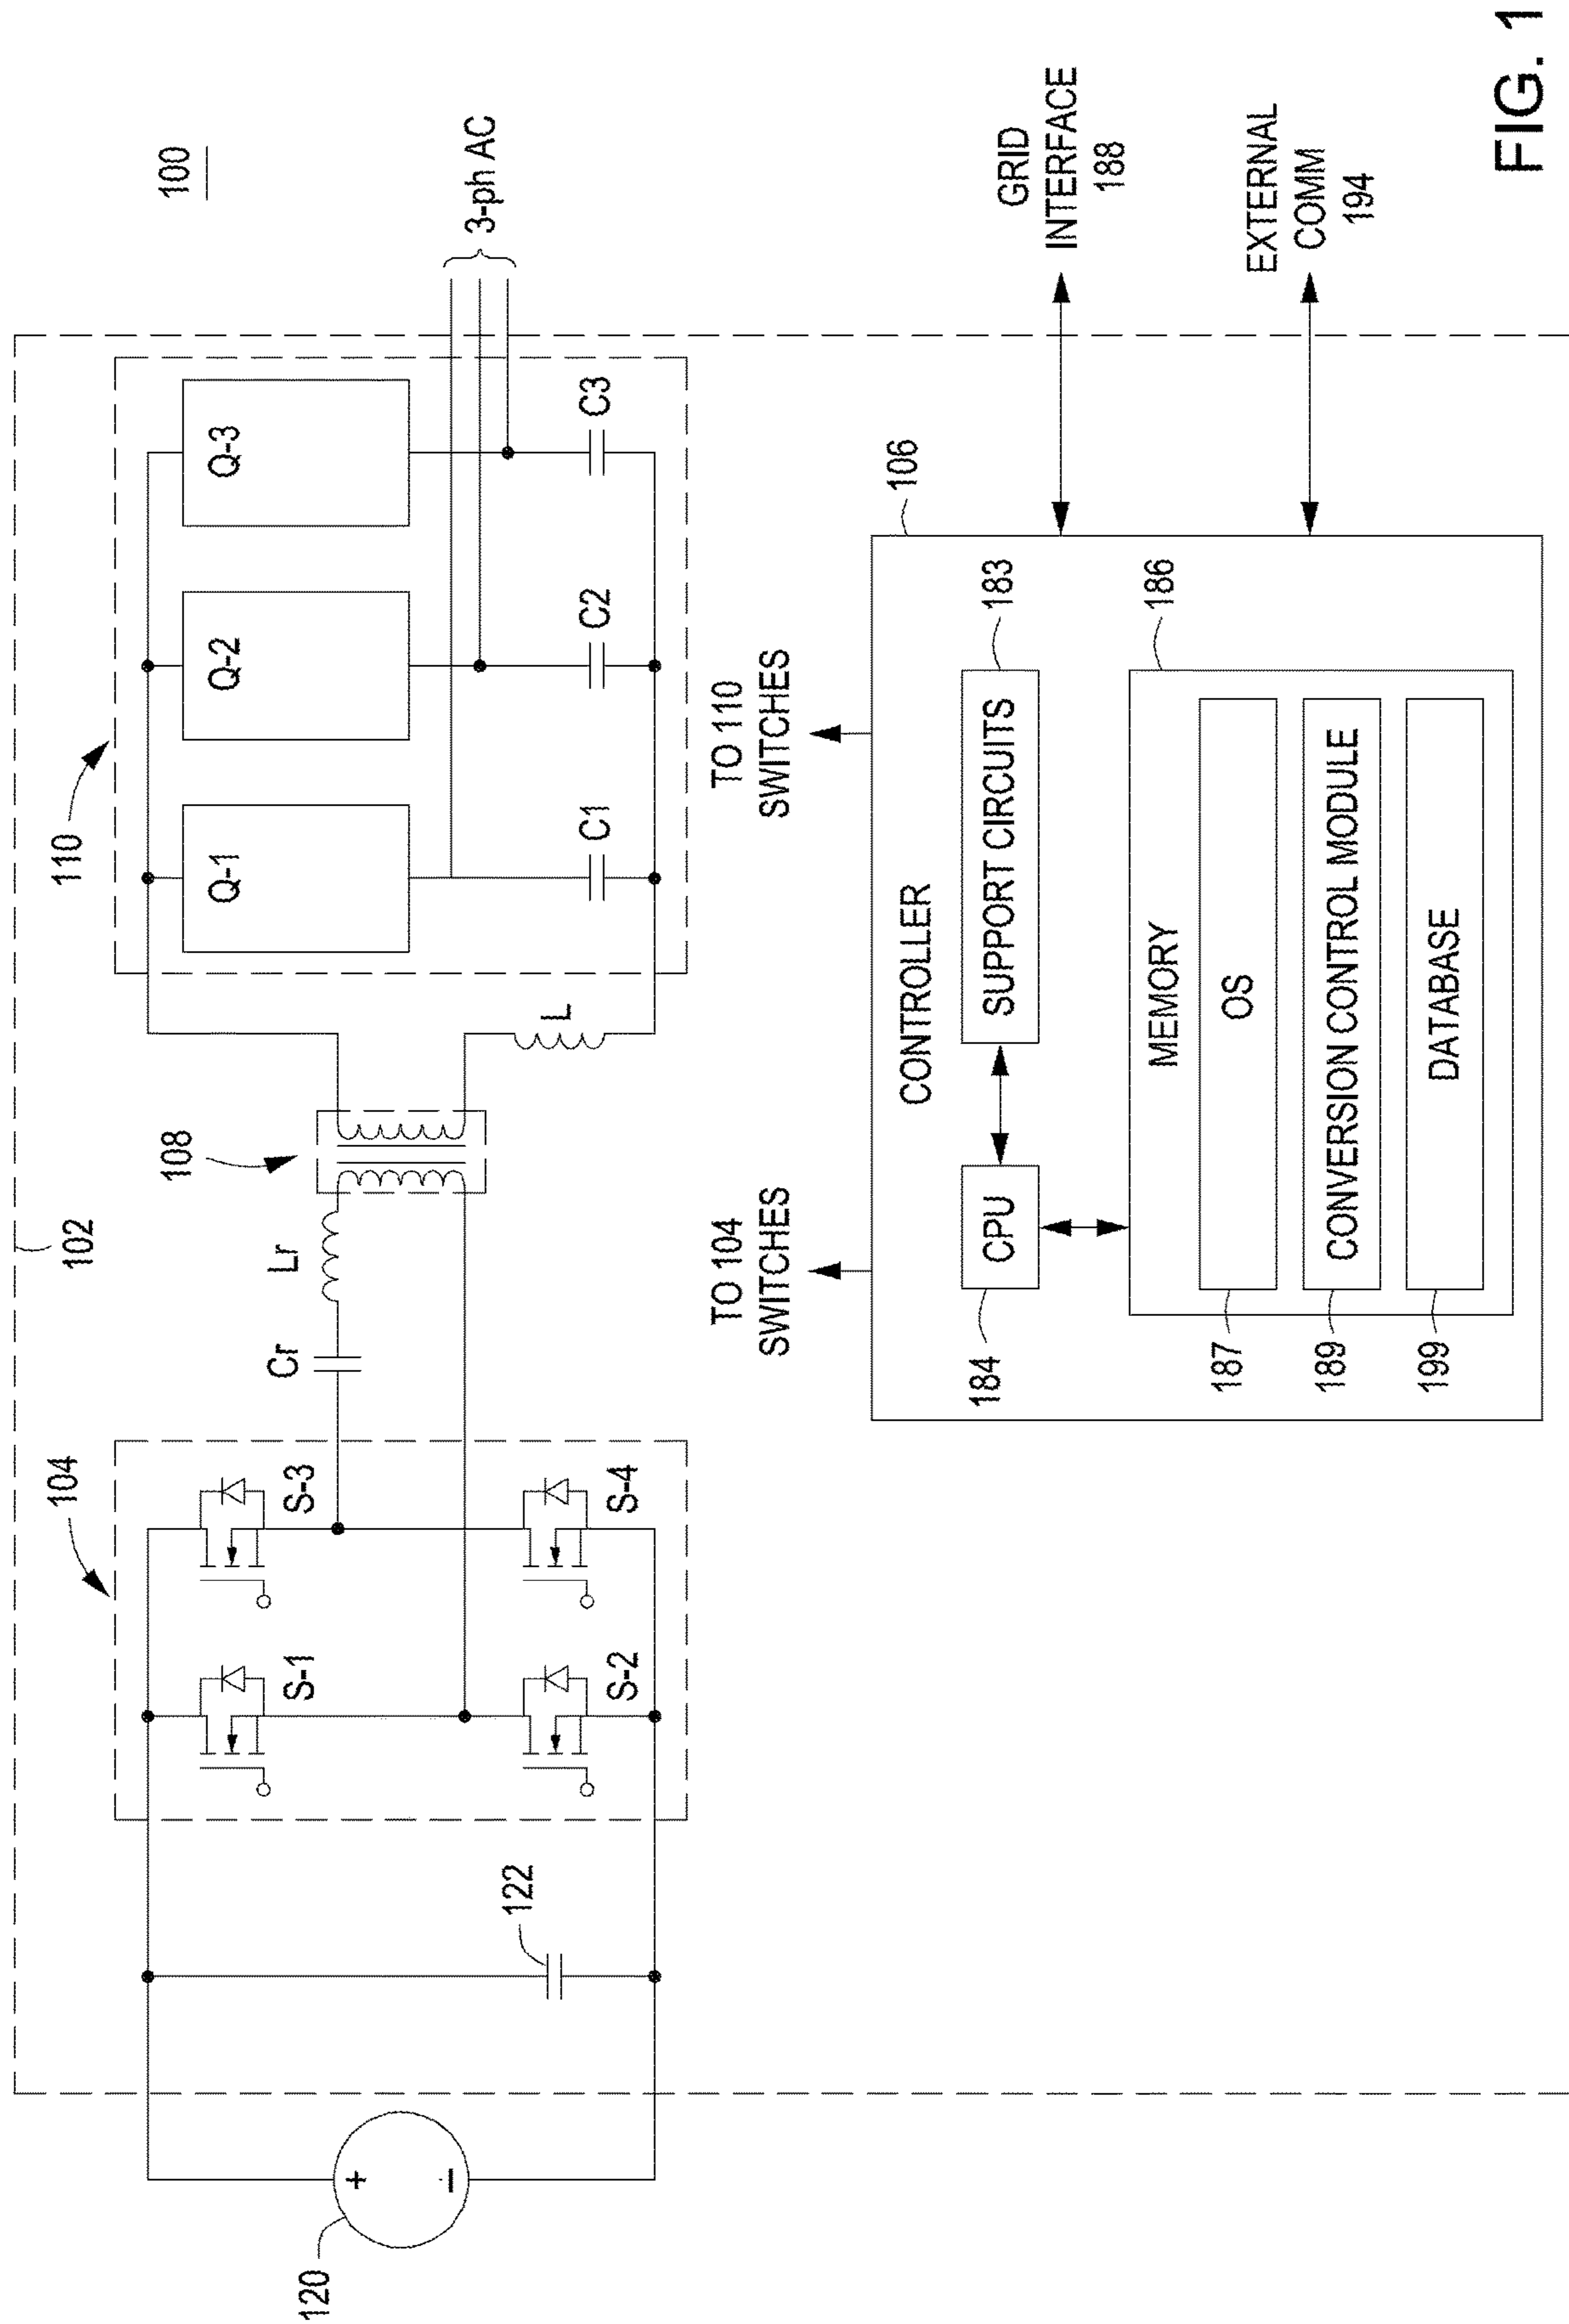 100
102
104
108
110
120
+
−
122
S-1
S-2
S-3
S-4
Cr
Lr
L
Q-1
Q-2
Q-3
C1
C2
C3
3-ph AC
TO 104
SWITCHES
TO 110
SWITCHES
106
CONTROLLER
CPU
184
SUPPORT CIRCUITS
183
MEMORY
186
OS
187
CONVERSION CONTROL MODULE
189
DATABASE
199
GRID
INTERFACE
188
EXTERNAL
COMM
194
FIG. 1